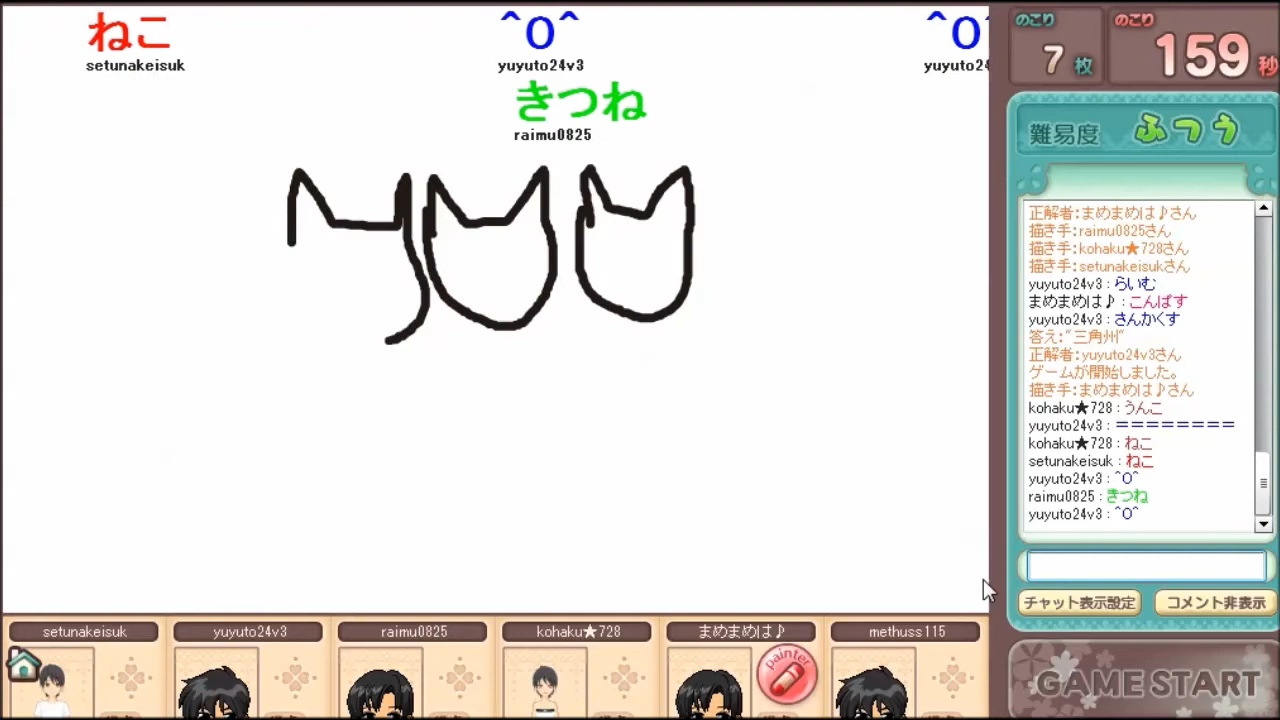 ねこ
setunakeisuk
^O^
yuyuto24v3
^O
yuyuto24
きつね
raimu0825
のこり
7枚
のこり
159秒
難易度 ふつう
正解者:まめまめは♪さん
描き手:raimu0825さん
描き手:kohaku★728さん
描き手:setunakeisukさん
yuyuto24v3 : らいむ
まめまめは♪ : こんぱす
yuyuto24v3 : さんかくす
答え:"三角州"
正解者:yuyuto24v3さん
ゲームが開始しました。
描き手:まめまめは♪さん
kohaku★728 : うんこ
yuyuto24v3 : ========
kohaku★728 : ねこ
setunakeisuk : ねこ
yuyuto24v3 : ^O^
raimu0825 : きつね
yuyuto24v3 : ^O^
チャット表示設定
コメント非表示
setunakeisuk
yuyuto24v3
raimu0825
kohaku★728
まめまめは♪
methuss115
painter
GAME START